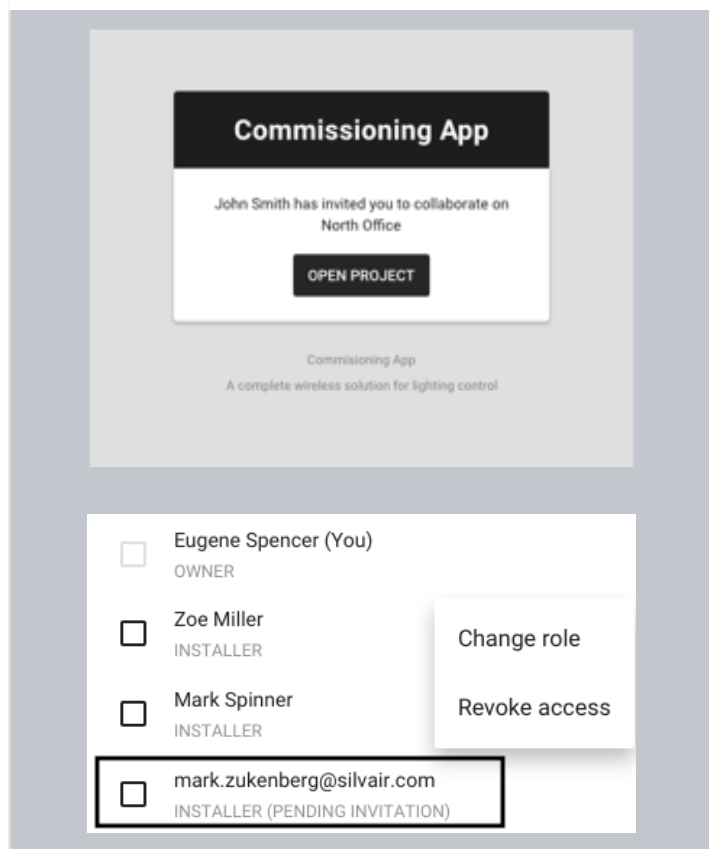 Commissioning App
John Smith has invited you to collaborate on
North Office
OPEN PROJECT
Commisioning App
A complete wireless solution for lighting control
Eugene Spencer (You)
OWNER
Zoe Miller
INSTALLER
Change role
Mark Spinner
INSTALLER
Revoke access
mark.zukenberg@silvair.com
INSTALLER (PENDING INVITATION)